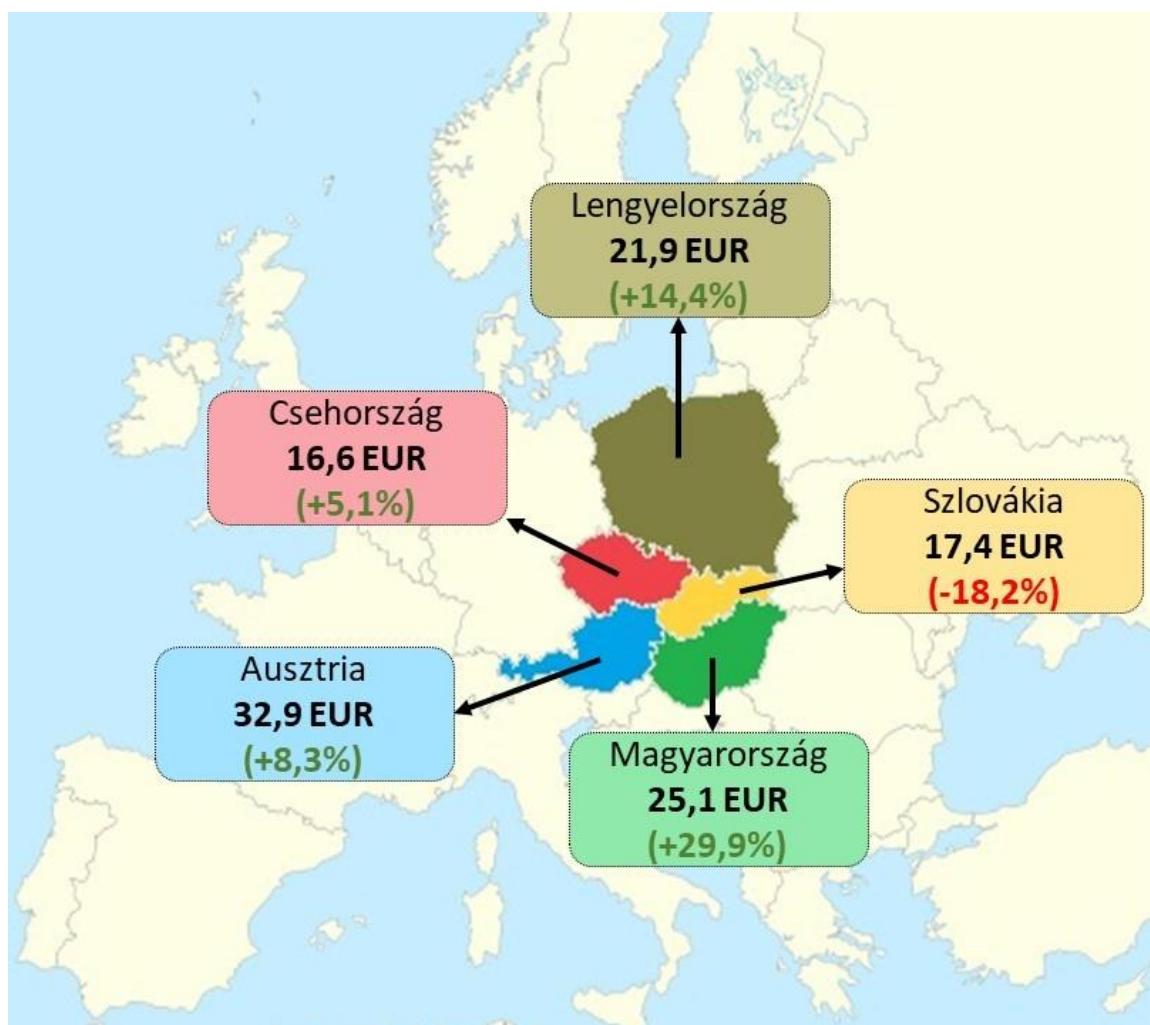 Lengyelország
21,9 EUR
(+14,4%)
Csehország
16,6 EUR
(+5,1%)
Szlovákia
17,4 EUR
(-18,2%)
Ausztria
32,9 EUR
(+8,3%)
Magyarország
25,1 EUR
(+29,9%)